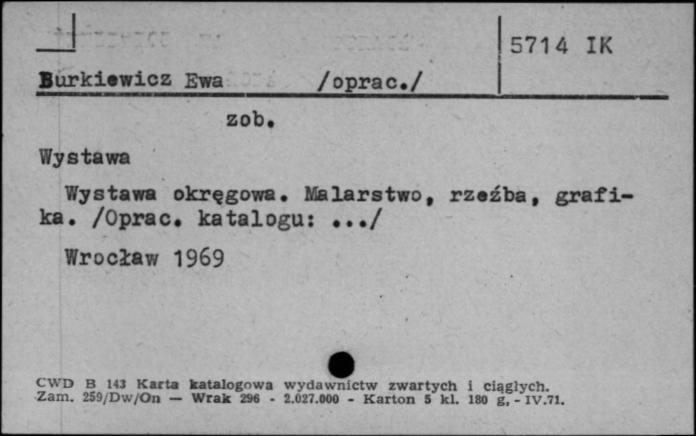 5714 IK
Burkiewicz Ewa /oprac./
zob.
Wystawa
Wystawa okręgowa. Malarstwo, rzeźba, grafi-
ka. /Oprac. katalogu: .../
Wrocław 1969
CWD B 143 Karta katalogowa wydawnictw zwartych i ciągłych.
Zam. 259/Dw/On — Wrak 296 - 2.027.000 - Karton 5 kl. 180 g, - IV.71.